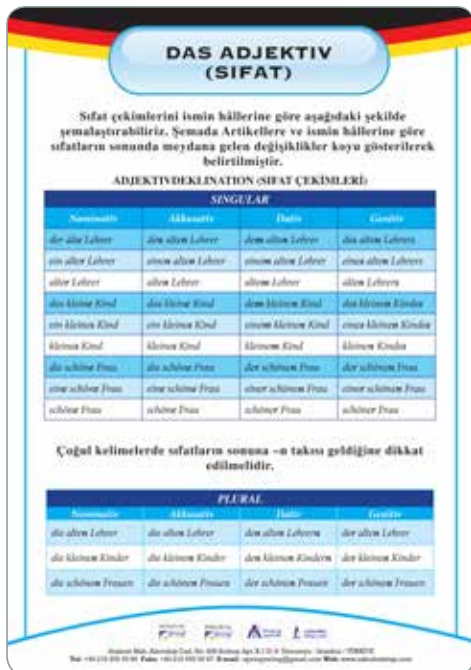 DAS ADJEKTIV
(SIFAT)
Sıfat çekimlerini ismin hâllerine göre aşağıdaki şekilde
şemalaştırabiliriz. Şemada Artikellere ve ismin hâllerine göre
sıfatların sonunda meydana gelen değişiklikler koyu gösterilerek
belirtilmiştir.
ADJEKTIVDEKLINATION (SIFAT ÇEKİMLERİ)
SINGULAR
Nominativ Akkusativ Dativ Genitiv
der alte Lehrer den alten Lehrer dem alten Lehrer des alten Lehrers
ein alter Lehrer einen alten Lehrer einem alten Lehrer eines alten Lehrers
alter Lehrer alten Lehrer altem Lehrer alten Lehrers
das kleine Kind das kleine Kind dem kleinen Kind des kleinen Kindes
ein kleines Kind ein kleines Kind einem kleinen Kind eines kleinen Kindes
kleines Kind kleines Kind kleinem Kind kleinen Kindes
die schöne Frau die schöne Frau der schönen Frau der schönen Frau
eine schöne Frau eine schöne Frau einer schönen Frau einer schönen Frau
schöne Frau schöne Frau schöner Frau schöner Frau
Çoğul kelimelerde sıfatların sonuna –n takısı geldiğine dikkat
edilmelidir.
PLURAL
Nominativ Akkusativ Dativ Genitiv
die alten Lehrer die alten Lehrer den alten Lehrern der alten Lehrer
die kleinen Kinder die kleinen Kinder den kleinen Kindern der kleinen Kinder
die schönen Frauen die schönen Frauen der schönen Frauen der schönen Frauen